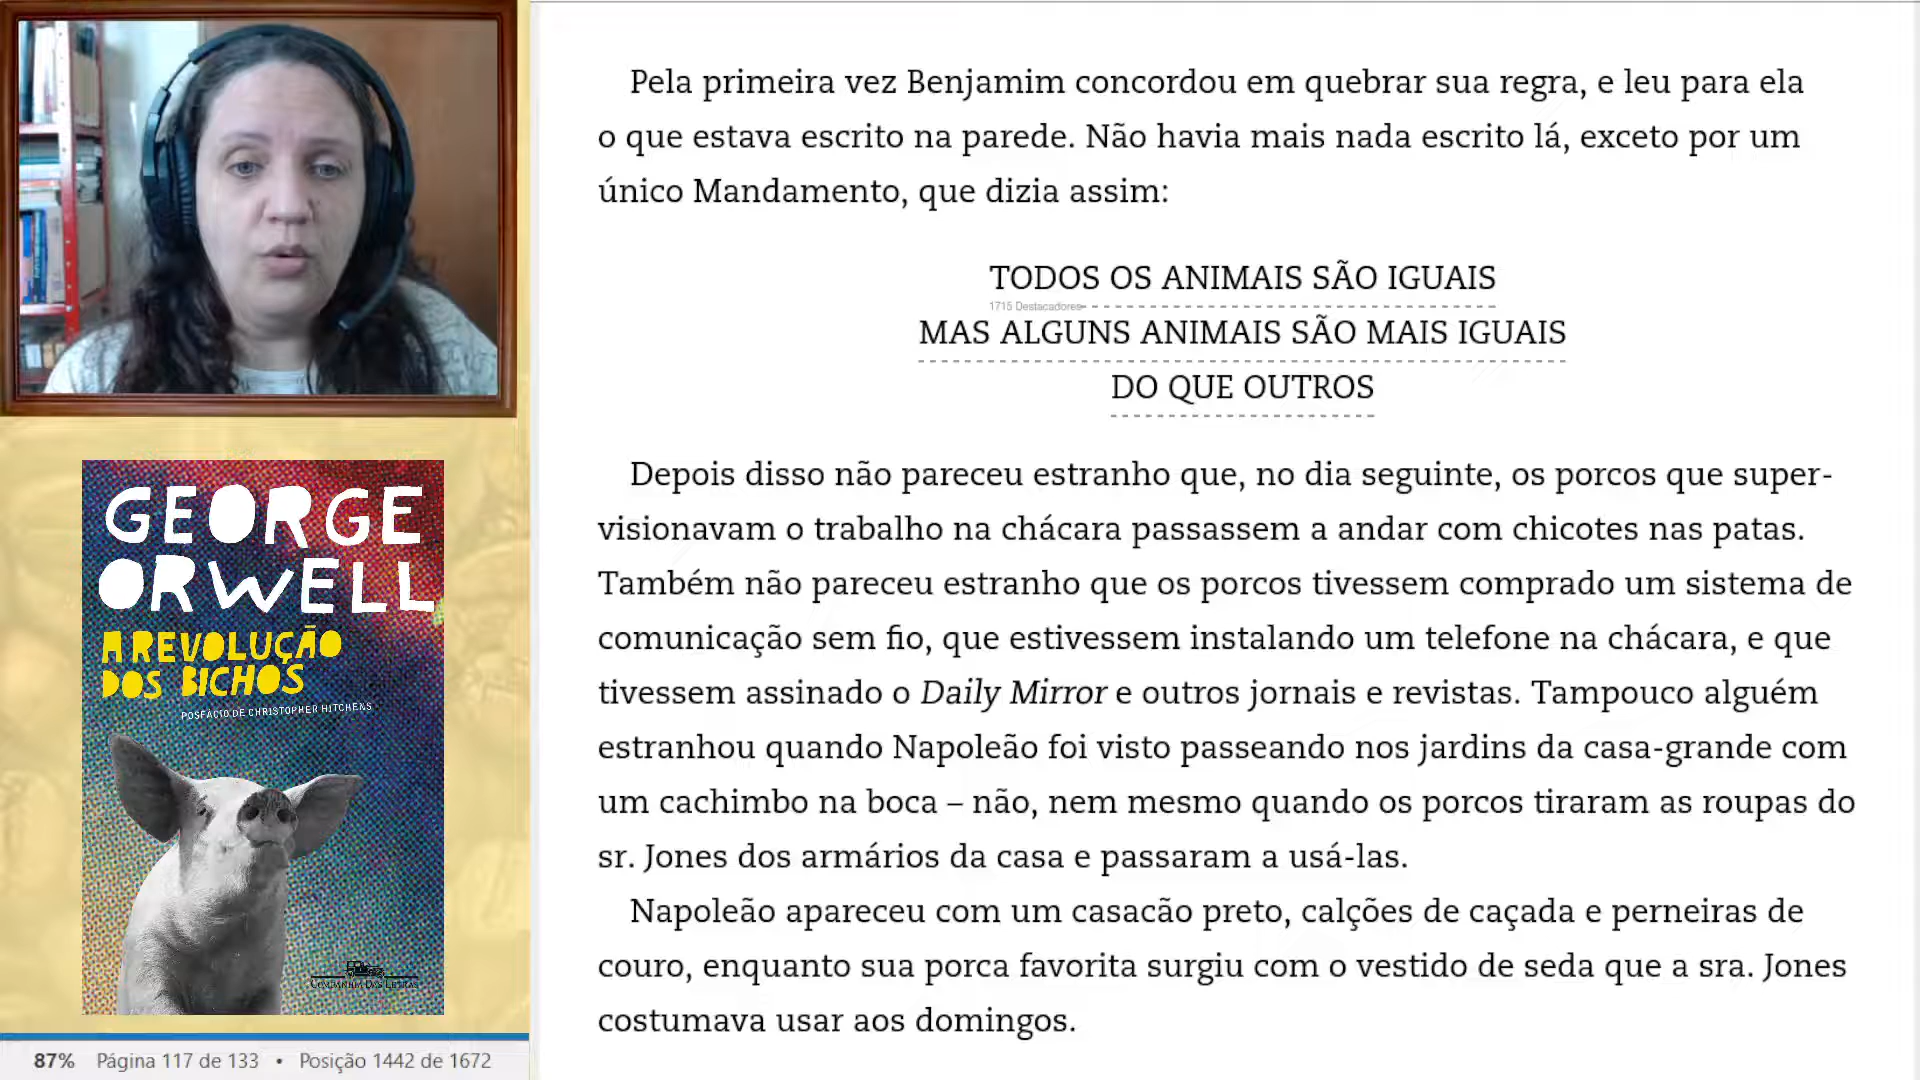 Pela primeira vez Benjamim concordou em quebrar sua regra, e leu para ela
o que estava escrito na parede. Não havia mais nada escrito lá, exceto por um
único Mandamento, que dizia assim:
TODOS OS ANIMAIS SÃO IGUAIS
1715 Destacadores
MAS ALGUNS ANIMAIS SÃO MAIS IGUAIS
DO QUE OUTROS
Depois disso não pareceu estranho que, no dia seguinte, os porcos que super-
visionavam o trabalho na chácara passassem a andar com chicotes nas patas.
Também não pareceu estranho que os porcos tivessem comprado um sistema de
comunicação sem fio, que estivessem instalando um telefone na chácara, e que
tivessem assinado o Daily Mirror e outros jornais e revistas. Tampouco alguém
estranhou quando Napoleão foi visto passeando nos jardins da casa-grande com
um cachimbo na boca – não, nem mesmo quando os porcos tiraram as roupas do
sr. Jones dos armários da casa e passaram a usá-las.
Napoleão apareceu com um casacão preto, calções de caçada e perneiras de
couro, enquanto sua porca favorita surgiu com o vestido de seda que a sra. Jones
costumava usar aos domingos.
GEORGE
ORWELL
A REVOLUÇÃO
DOS BICHOS
POSFÁCIO DE CHRISTOPHER HITCHENS
COMPANHIA DAS LETRAS
87% Página 117 de 133 • Posição 1442 de 1672